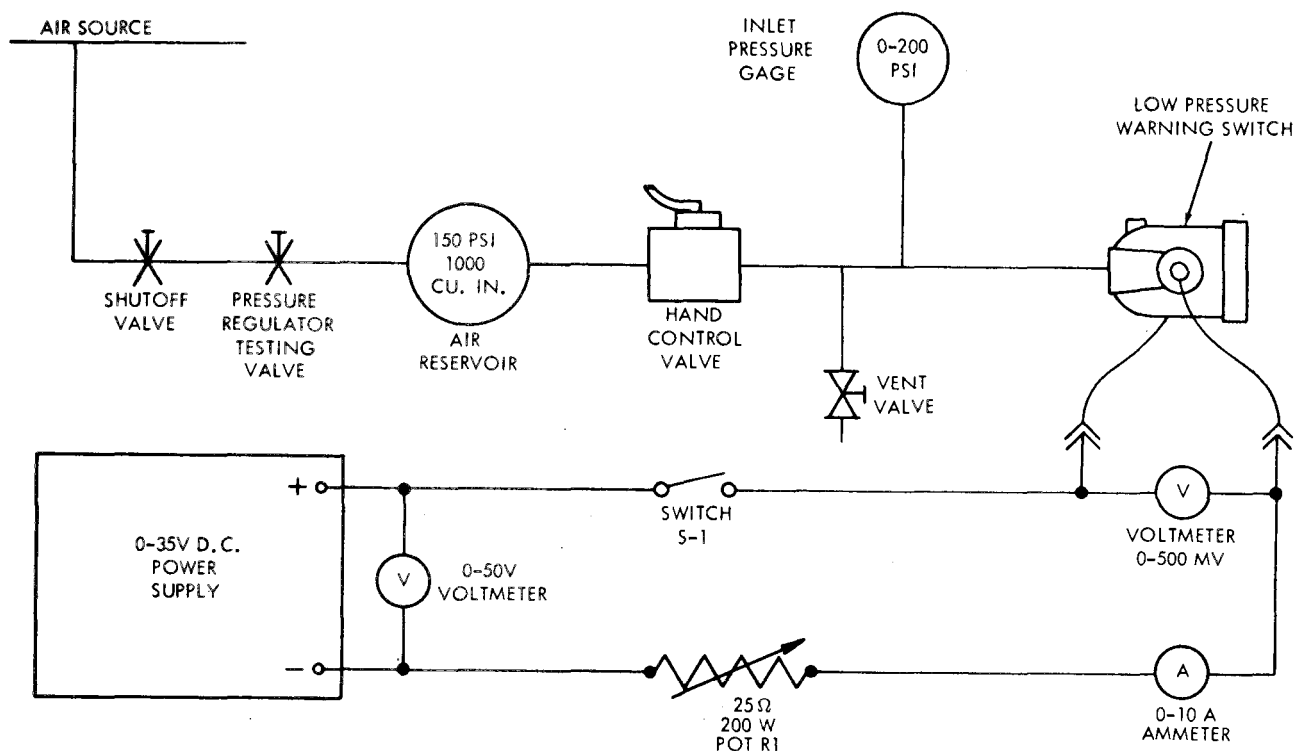 AIR SOURCE
INLET
PRESSURE
GAGE
0-200
PSI
LOW PRESSURE
WARNING SWITCH
SHUTOFF
VALVE
PRESSURE
REGULATOR
TESTING
VALVE
150 PSI
1000
CU. IN.
AIR
RESERVOIR
HAND
CONTROL
VALVE
VENT
VALVE
0-35V D.C.
POWER
SUPPLY
+
−
V
0-50V
VOLTMETER
SWITCH
S-1
V
VOLTMETER
0-500 MV
25Ω
200 W
POT R1
A
0-10 A
AMMETER